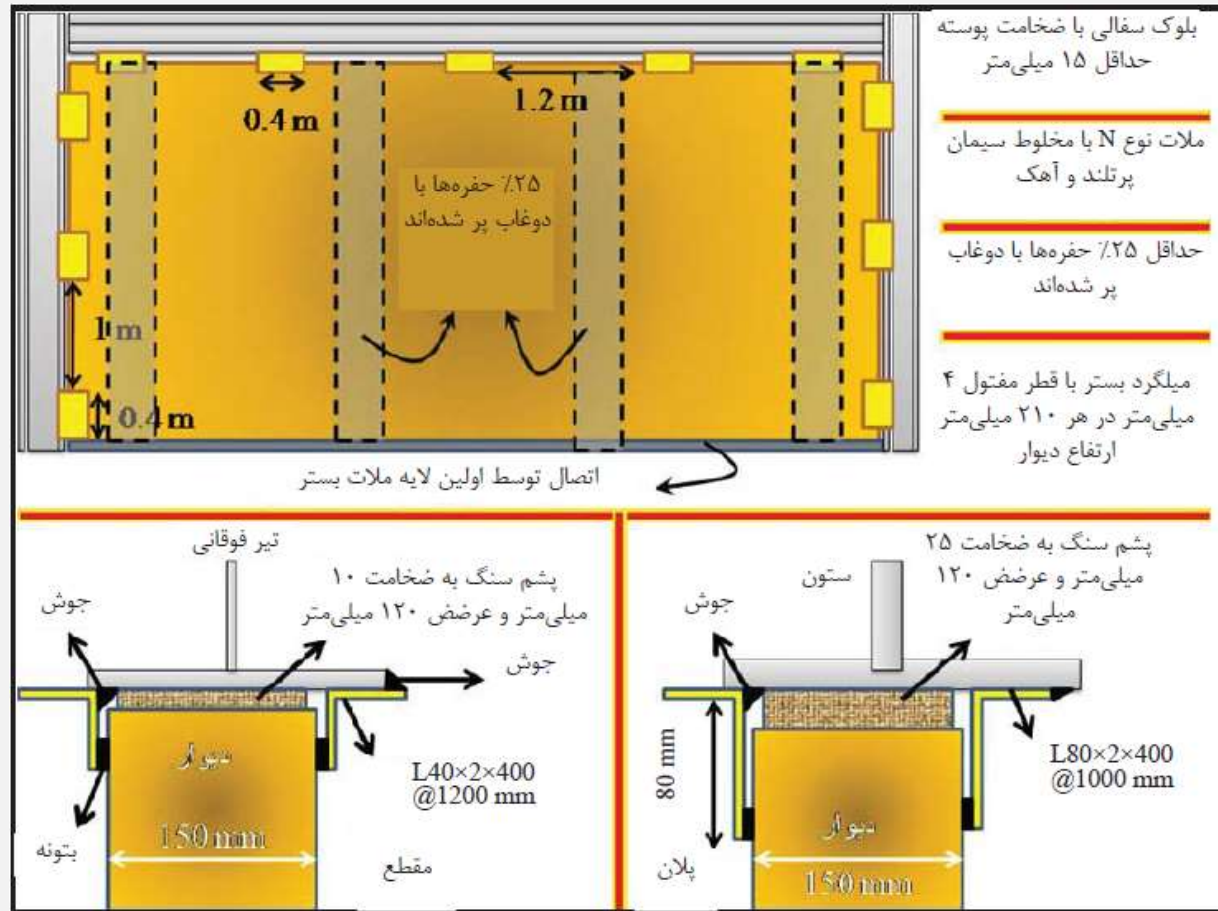 بلوک سفالی با ضخامت پوسته
حداقل ۱۵ میلی‌متر
ملات نوع N با مخلوط سیمان
پرتلند و آهک
حداقل ۲۵٪ حفره‌ها با دوغاب
پر شده‌اند
میلگرد بستر با قطر مفتول ۴
میلی‌متر در هر ۲۱۰ میلی‌متر
ارتفاع دیوار
0.4 m
1.2 m
۲۵٪ حفره‌ها با
دوغاب پر شده‌اند
1 m
0.4 m
اتصال توسط اولین لایه ملات بستر
پشم سنگ به ضخامت ۲۵
میلی‌متر و عرضض ۱۲۰
میلی‌متر
ستون
جوش
80 mm
L80×2×400
@1000 mm
دیوار
پلان
150 mm
تیر فوقانی
پشم سنگ به ضخامت ۱۰
میلی‌متر و عرضض ۱۲۰ میلی‌متر
جوش
جوش
دیوار
L40×2×400
@1200 mm
150 mm
بتونه
مقطع